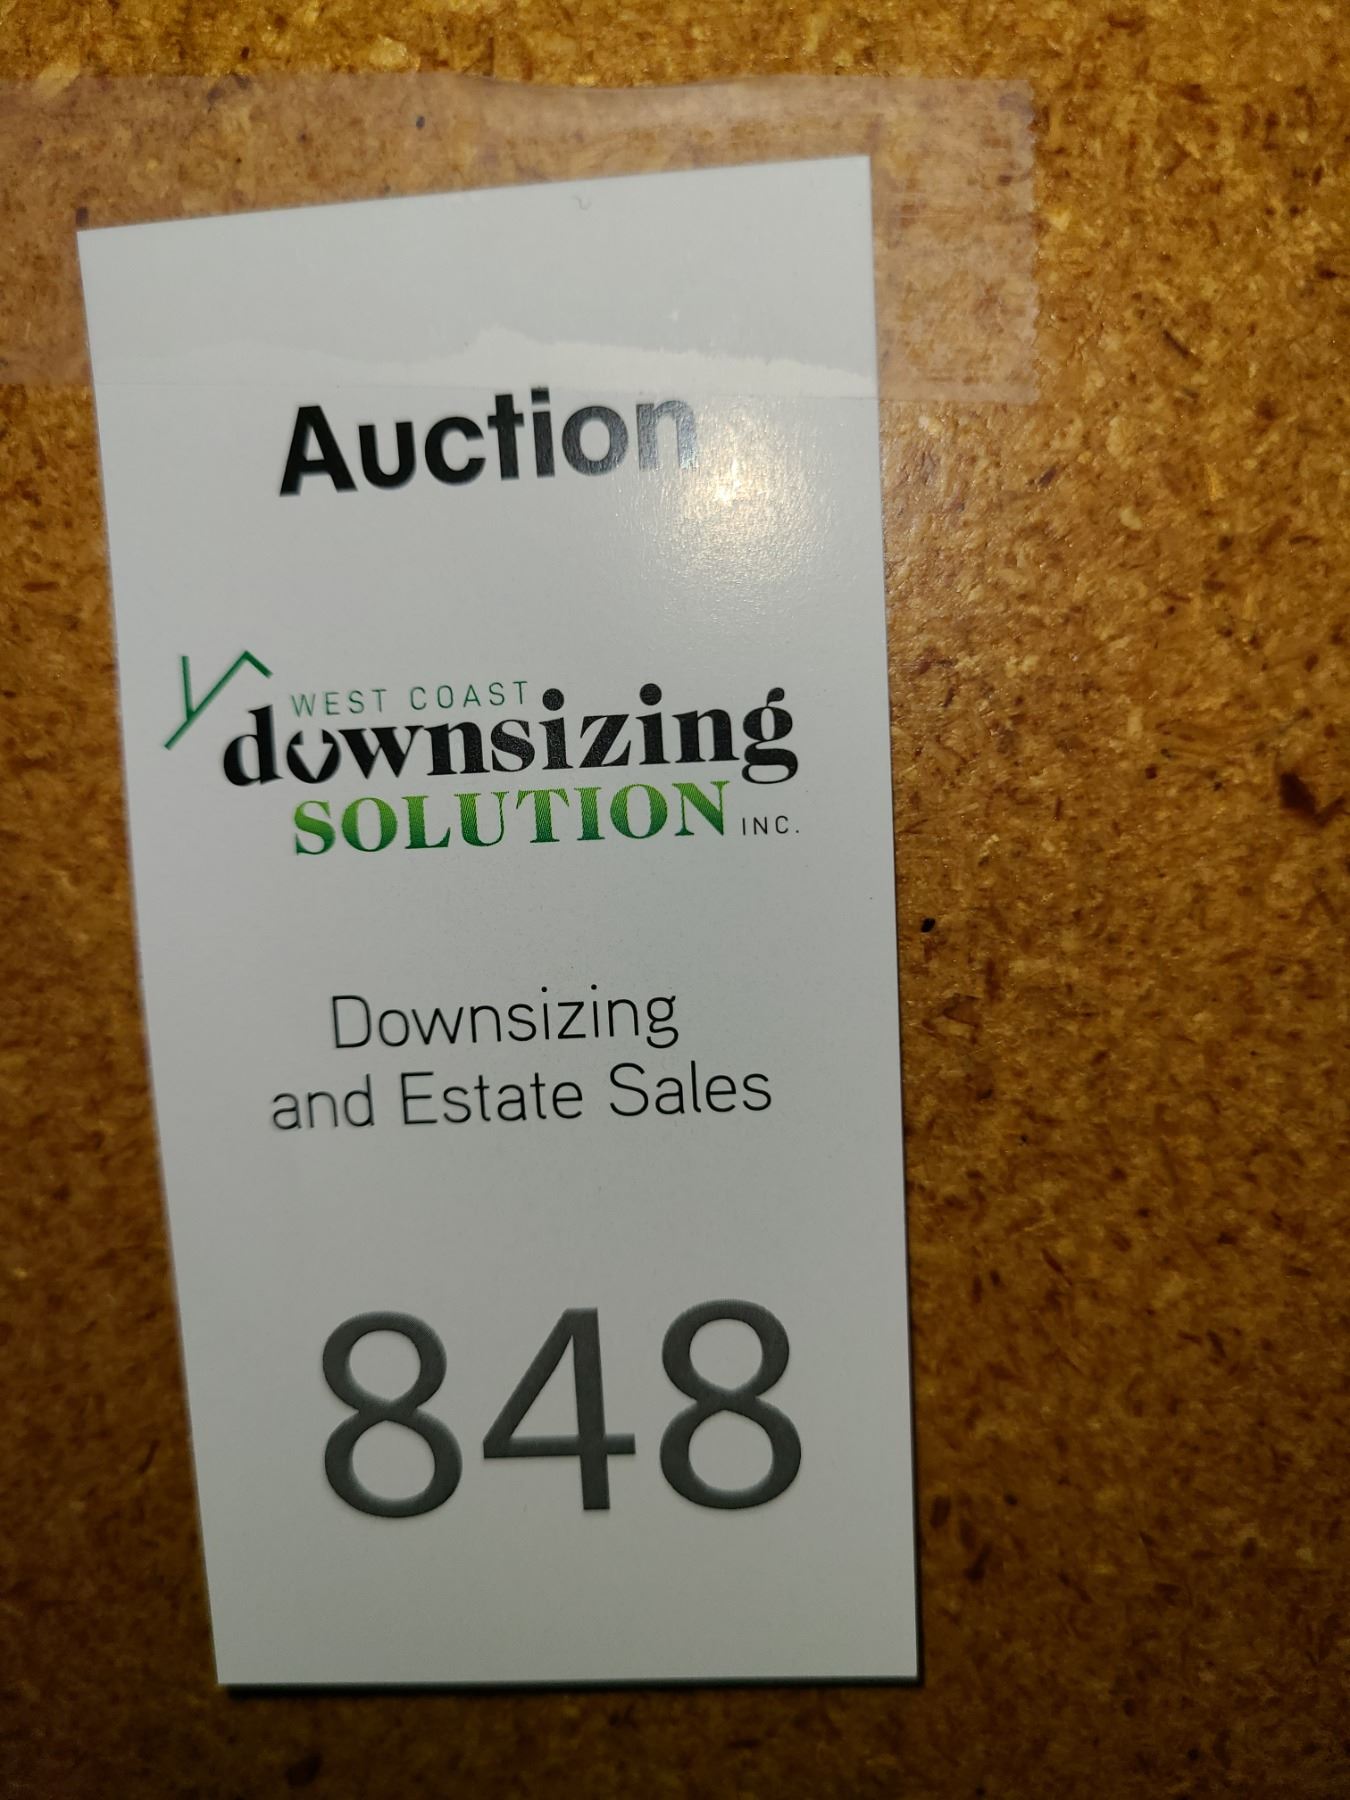 Auction
WEST COAST
downsizing
SOLUTION INC.
Downsizing
and Estate Sales
848